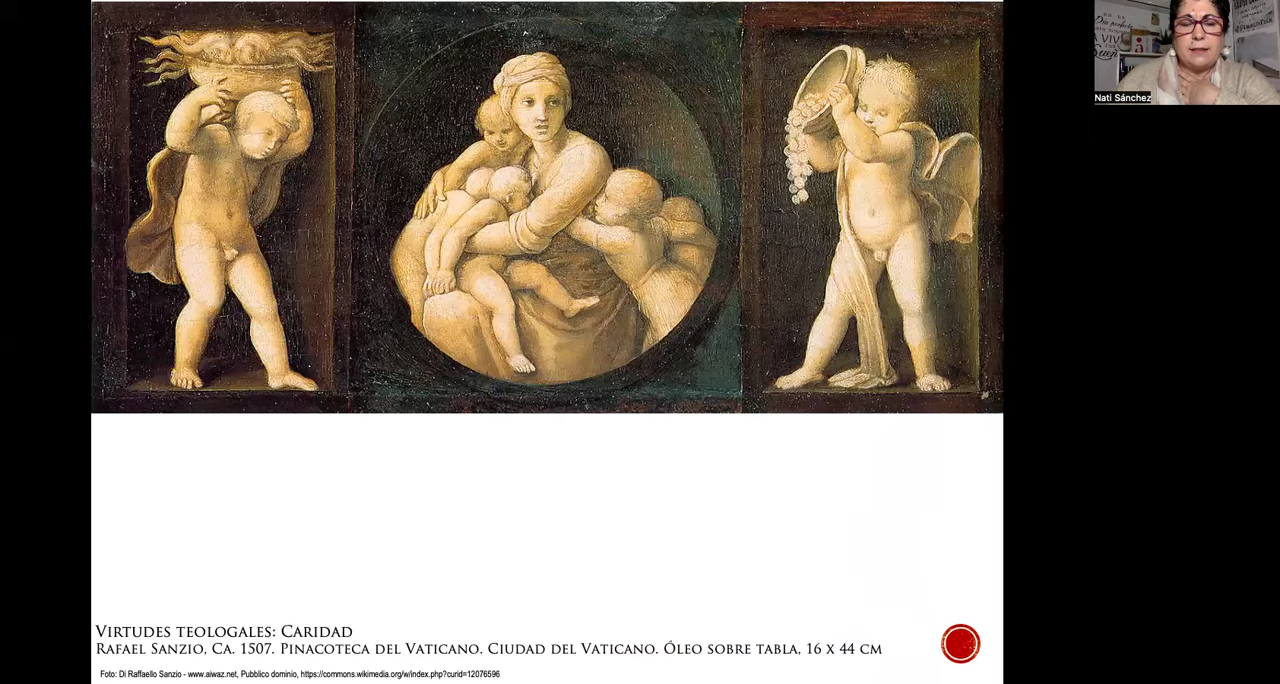 Nati Sánchez
Virtudes teologales: Caridad
Rafael Sanzio, Ca. 1507. Pinacoteca del Vaticano. Ciudad del Vaticano. Óleo sobre tabla, 16 x 44 cm
Foto: Di Raffaello Sanzio - www.aiwaz.net, Pubblico dominio, https://commons.wikimedia.org/w/index.php?curid=12076596